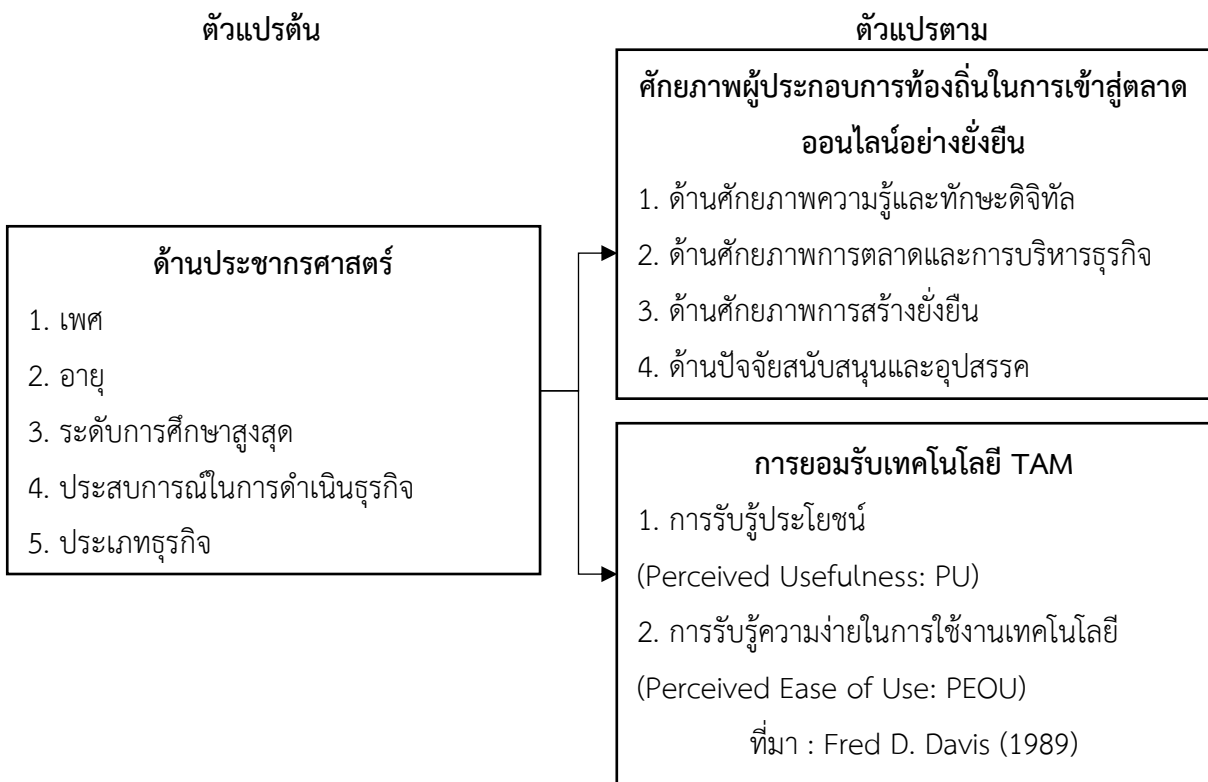 ตัวแปรต้น
ตัวแปรตาม
ด้านประชากรศาสตร์
1. เพศ
2. อายุ
3. ระดับการศึกษาสูงสุด
4. ประสบการณ์ในการดำเนินธุรกิจ
5. ประเภทธุรกิจ
ศักยภาพผู้ประกอบการท้องถิ่นในการเข้าสู่ตลาด
ออนไลน์อย่างยั่งยืน
1. ด้านศักยภาพความรู้และทักษะดิจิทัล
2. ด้านศักยภาพการตลาดและการบริหารธุรกิจ
3. ด้านศักยภาพการสร้างยั่งยืน
4. ด้านปัจจัยสนับสนุนและอุปสรรค
การยอมรับเทคโนโลยี TAM
1. การรับรู้ประโยชน์
(Perceived Usefulness: PU)
2. การรับรู้ความง่ายในการใช้งานเทคโนโลยี
(Perceived Ease of Use: PEOU)
ที่มา : Fred D. Davis (1989)